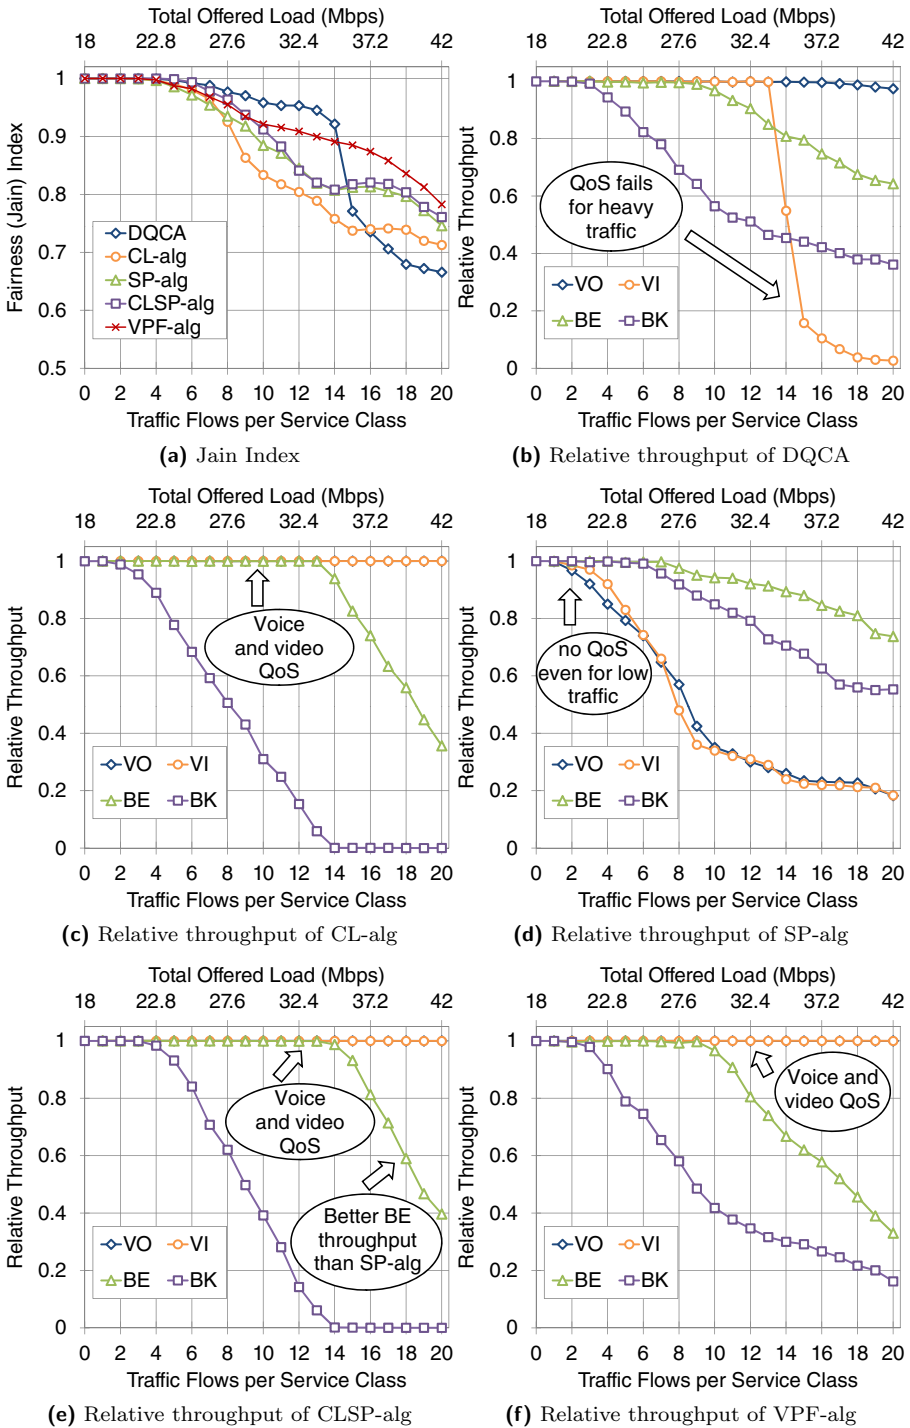 Total Offered Load (Mbps)
18 22.8 27.6 32.4 37.2 42
Fairness (Jain) Index
1
0.9
0.8
0.7
0.6
0.5
DQCA
CL-alg
SP-alg
CLSP-alg
VPF-alg
0 2 4 6 8 10 12 14 16 18 20
Traffic Flows per Service Class
(a) Jain Index
Total Offered Load (Mbps)
18 22.8 27.6 32.4 37.2 42
Relative Throughput
1
0.8
0.6
0.4
0.2
0
QoS fails
for heavy
traffic
VO VI
BE BK
0 2 4 6 8 10 12 14 16 18 20
Traffic Flows per Service Class
(b) Relative throughput of DQCA
Total Offered Load (Mbps)
18 22.8 27.6 32.4 37.2 42
Relative Throughput
1
0.8
0.6
0.4
0.2
0
Voice
and video
QoS
VO VI
BE BK
0 2 4 6 8 10 12 14 16 18 20
Traffic Flows per Service Class
(c) Relative throughput of CL-alg
Total Offered Load (Mbps)
18 22.8 27.6 32.4 37.2 42
Relative Throughput
1
0.8
0.6
0.4
0.2
0
no QoS
even for low
traffic
VO VI
BE BK
0 2 4 6 8 10 12 14 16 18 20
Traffic Flows per Service Class
(d) Relative throughput of SP-alg
Total Offered Load (Mbps)
18 22.8 27.6 32.4 37.2 42
Relative Throughput
1
0.8
0.6
0.4
0.2
0
Voice
and video
QoS
Better BE
throughput
than SP-alg
VO VI
BE BK
0 2 4 6 8 10 12 14 16 18 20
Traffic Flows per Service Class
(e) Relative throughput of CLSP-alg
Total Offered Load (Mbps)
18 22.8 27.6 32.4 37.2 42
Relative Throughput
1
0.8
0.6
0.4
0.2
0
Voice and
video QoS
VO VI
BE BK
0 2 4 6 8 10 12 14 16 18 20
Traffic Flows per Service Class
(f) Relative throughput of VPF-alg